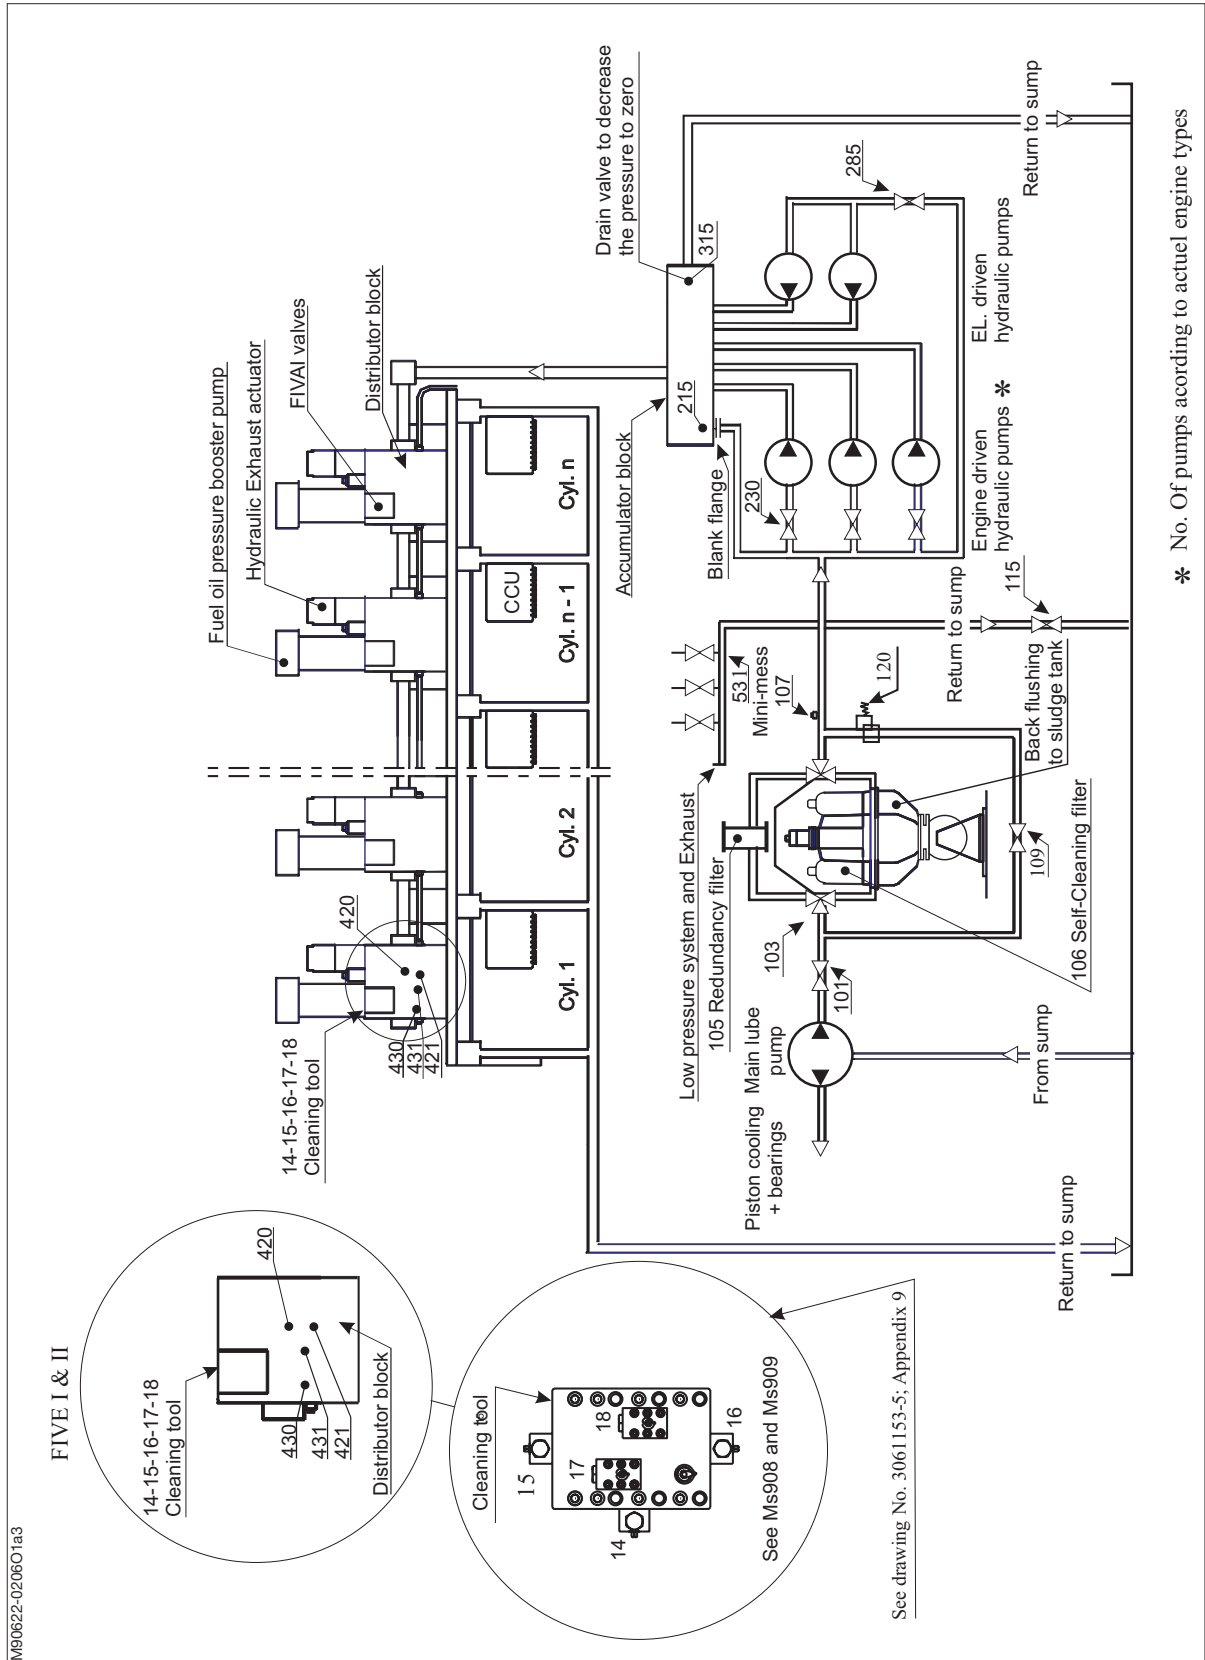 M90622-0206O1a3
FIVE I & II
14-15-16-17-18
Cleaning tool
430
431
421
420
Distributor block
Cleaning tool
15
17
18
14
16
See Ms908 and Ms909
See drawing No. 3061153-5; Appendix 9
14-15-16-17-18
Cleaning tool
430
431
421
420
Fuel oil pressure booster pump
Hydraulic Exhaust actuator
FIVAI valves
Distributor block
Cyl. 1
Cyl. 2
Cyl. n - 1
Cyl. n
CCU
Drain valve to decrease
the pressure to zero
315
215
Accumulator block
Blank flange
230
285
Engine driven
hydraulic pumps *
EL. driven
hydraulic pumps
Return to sump
Low pressure system and Exhaust
531
Mini-mess
107
105 Redundancy filter
103
101
Main lube
pump
Piston cooling
+ bearings
106 Self-Cleaning filter
109
120
Back flushing
to sludge tank
115
Return to sump
From sump
Return to sump
* No. Of pumps acording to actuel engine types